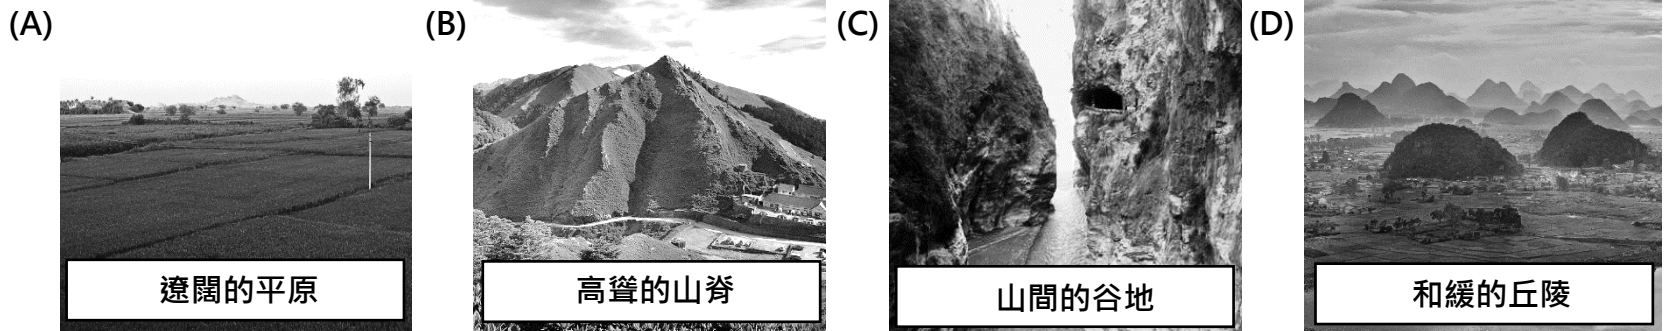 (A)
遼闊的平原
(B)
高聳的山脊
(C)
山間的谷地
(D)
和緩的丘陵